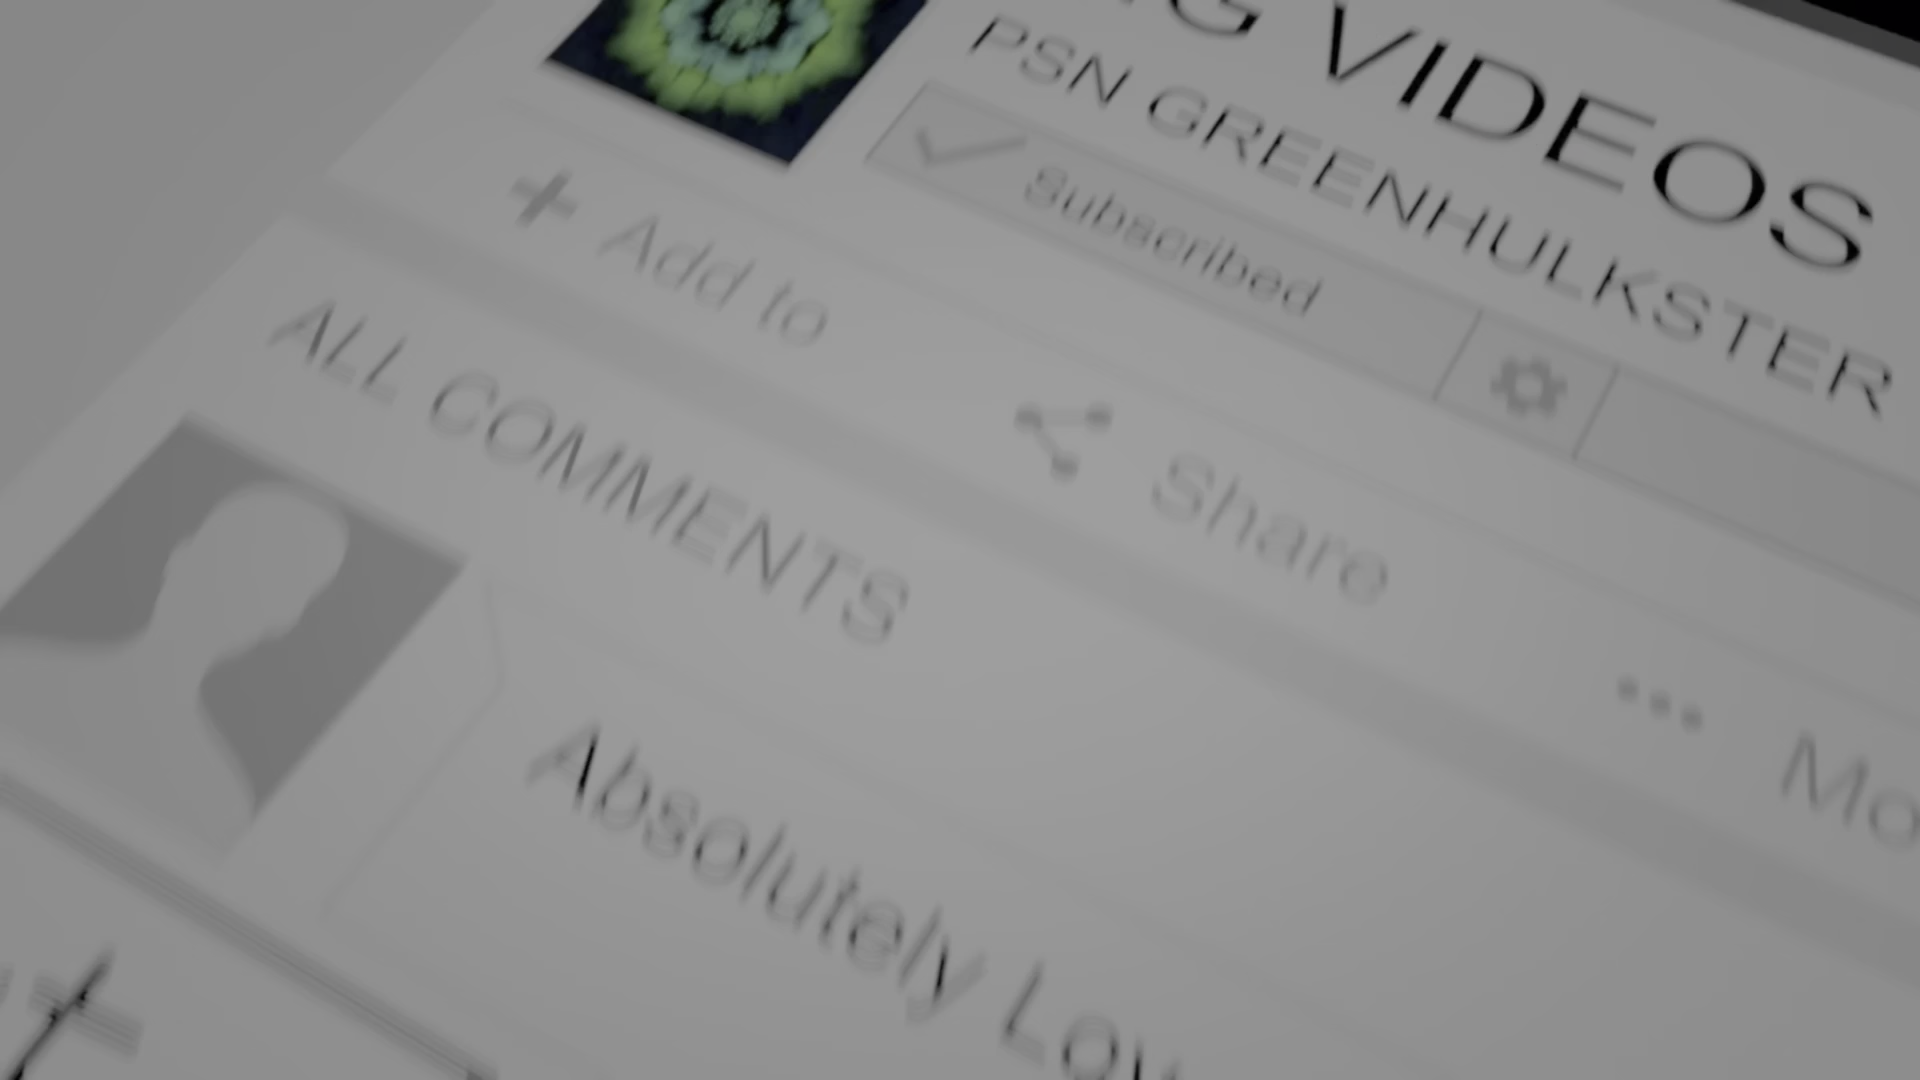 G VIDEOS
PSN GREENHULKSTER
Subscribed
Add to
Share
ALL COMMENTS
Absolutely